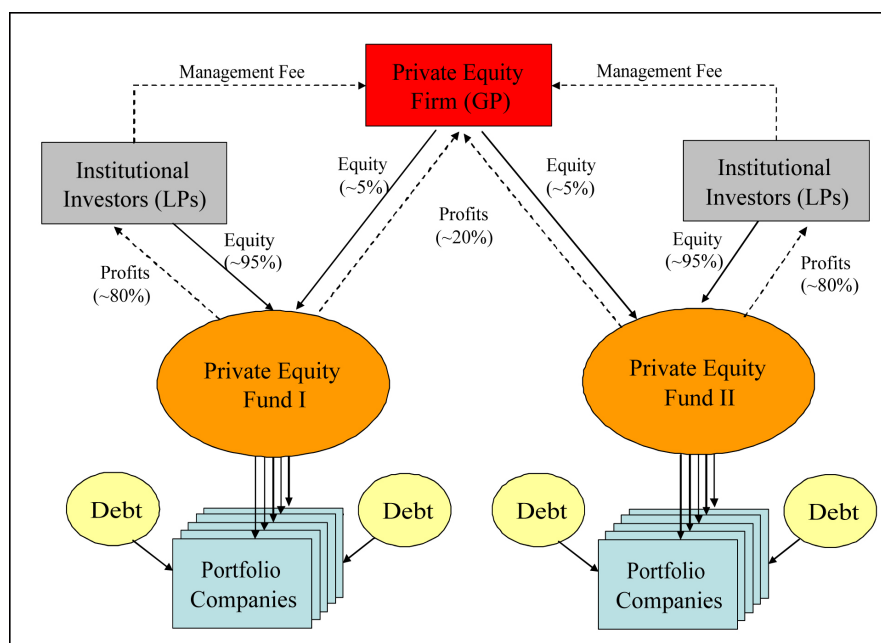 Management Fee
Private Equity
Firm (GP)
Management Fee
Institutional
Investors (LPs)
Equity
(~5%)
Equity
(~5%)
Institutional
Investors (LPs)
Profits
(~20%)
Equity
(~95%)
Profits
(~80%)
Equity
(~95%)
Profits
(~80%)
Private Equity
Fund I
Private Equity
Fund II
Debt
Debt
Debt
Debt
Portfolio
Companies
Portfolio
Companies